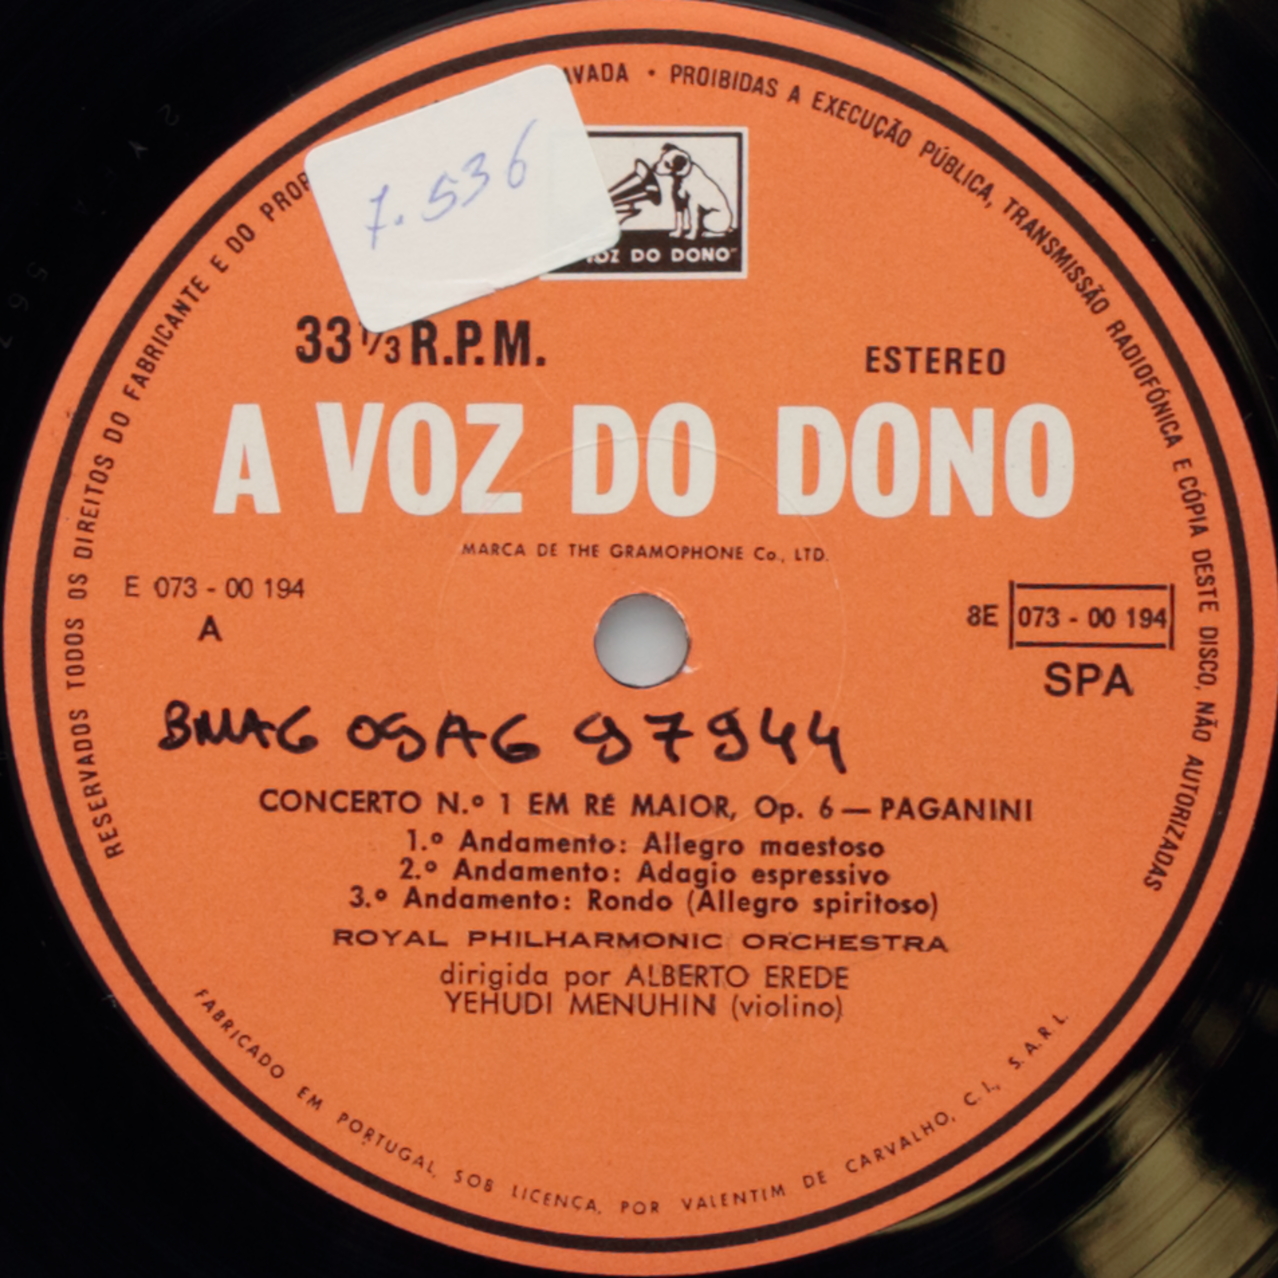 RESERVADOS TODOS OS DIREITOS DO FABRICANTE E DO
PROIBIDAS A EXECUÇÃO PÚBLICA, TRANSMISSÃO RADIOFÓNICA E CÓPIA DESTE DISCO, NÃO AUTORIZADAS
7.536
VOZ DO DONO"
33 1/3 R.P.M.
ESTEREO
A VOZ DO DONO
MARCA DE THE GRAMOPHONE Co., LTD.
E 073 - 00 194
A
8E 073 - 00 194
SPA
BMAG 09AG 97944
CONCERTO N.º 1 EM RÉ MAIOR, Op. 6 — PAGANINI
1.º Andamento: Allegro maestoso
2.º Andamento: Adagio espressivo
3.º Andamento: Rondo (Allegro spiritoso)
ROYAL PHILHARMONIC ORCHESTRA
dirigida por ALBERTO EREDE
YEHUDI MENUHIN (violino)
FABRICADO EM PORTUGAL, SOB LICENÇA, POR VALENTIM DE CARVALHO, C. I., S. A. R. L.